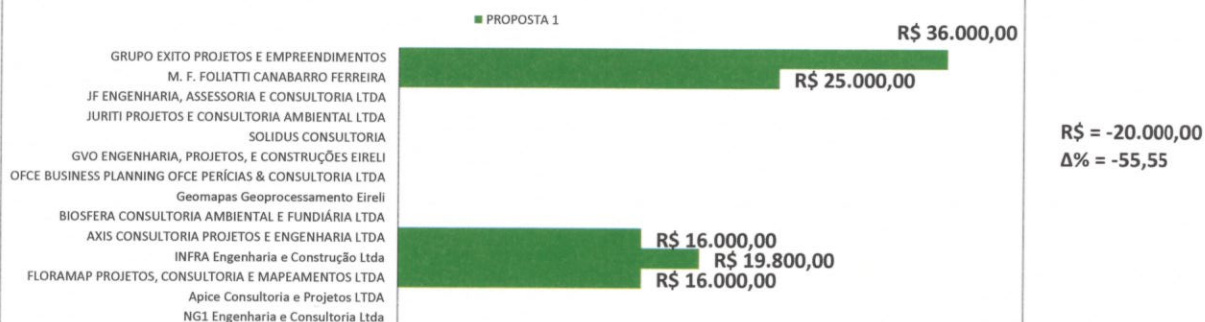 PROPOSTA 1
R$ 36.000,00
GRUPO EXITO PROJETOS E EMPREENDIMENTOS
M. F. FOLIATTI CANABARRO FERREIRA
R$ 25.000,00
JF ENGENHARIA, ASSESSORIA E CONSULTORIA LTDA
JURITI PROJETOS E CONSULTORIA AMBIENTAL LTDA
SOLIDUS CONSULTORIA
R$ = -20.000,00
GVO ENGENHARIA, PROJETOS, E CONSTRUÇÕES EIRELI
Δ% = -55,55
OFCE BUSINESS PLANNING OFCE PERÍCIAS & CONSULTORIA LTDA
Geomapas Geoprocessamento Eireli
BIOSFERA CONSULTORIA AMBIENTAL E FUNDIÁRIA LTDA
AXIS CONSULTORIA PROJETOS E ENGENHARIA LTDA
R$ 16.000,00
INFRA Engenharia e Construção Ltda
R$ 19.800,00
FLORAMAP PROJETOS, CONSULTORIA E MAPEAMENTOS LTDA
R$ 16.000,00
Apice Consultoria e Projetos LTDA
NG1 Engenharia e Consultoria Ltda